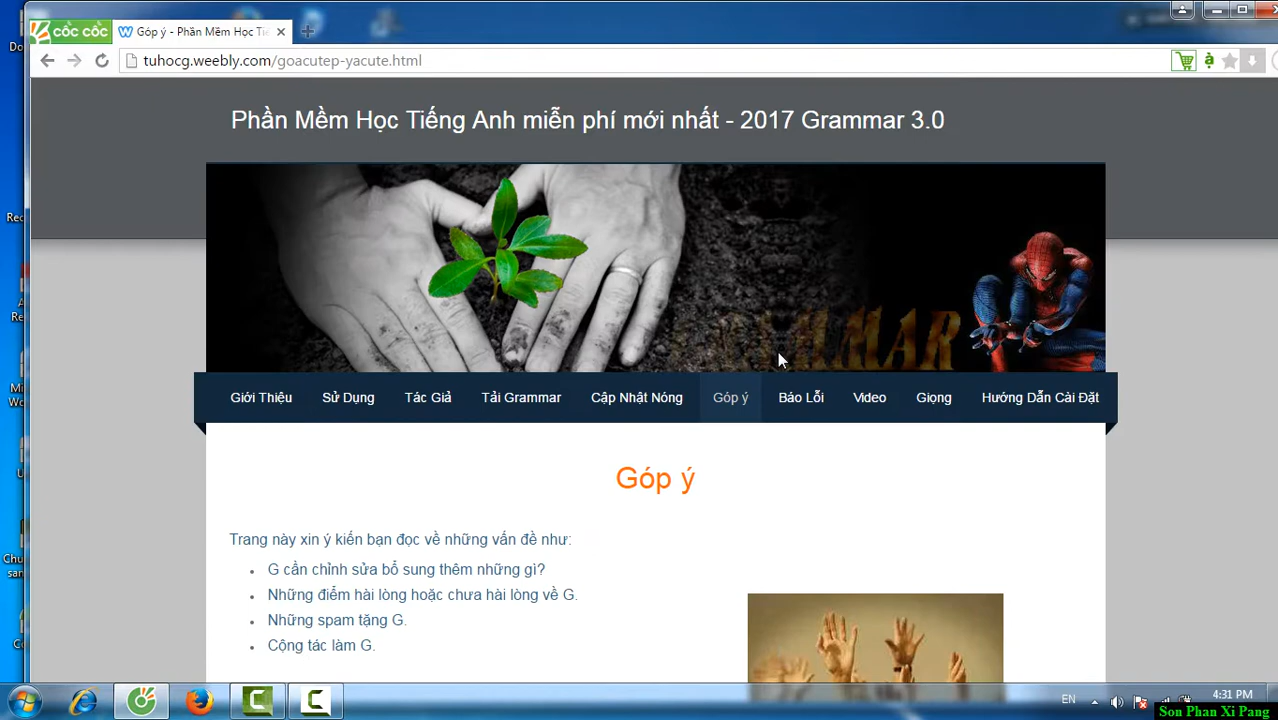 cốc cốc
Góp ý - Phần Mềm Học Ti
tuhocg.weebly.com/goacutep-yacute.html
Phần Mềm Học Tiếng Anh miễn phí mới nhất - 2017 Grammar 3.0
GRAMMAR
Giới Thiệu
Sử Dụng
Tác Giả
Tải Grammar
Cập Nhật Nóng
Góp ý
Báo Lỗi
Video
Giọng
Hướng Dẫn Cài Đặt
Góp ý
Trang này xin ý kiến bạn đọc về những vấn đề như:
G cần chỉnh sửa bổ sung thêm những gì?
Những điểm hài lòng hoặc chưa hài lòng về G.
Những spam tặng G.
Cộng tác làm G.
EN
4:31 PM
Son Phan Xi Pang